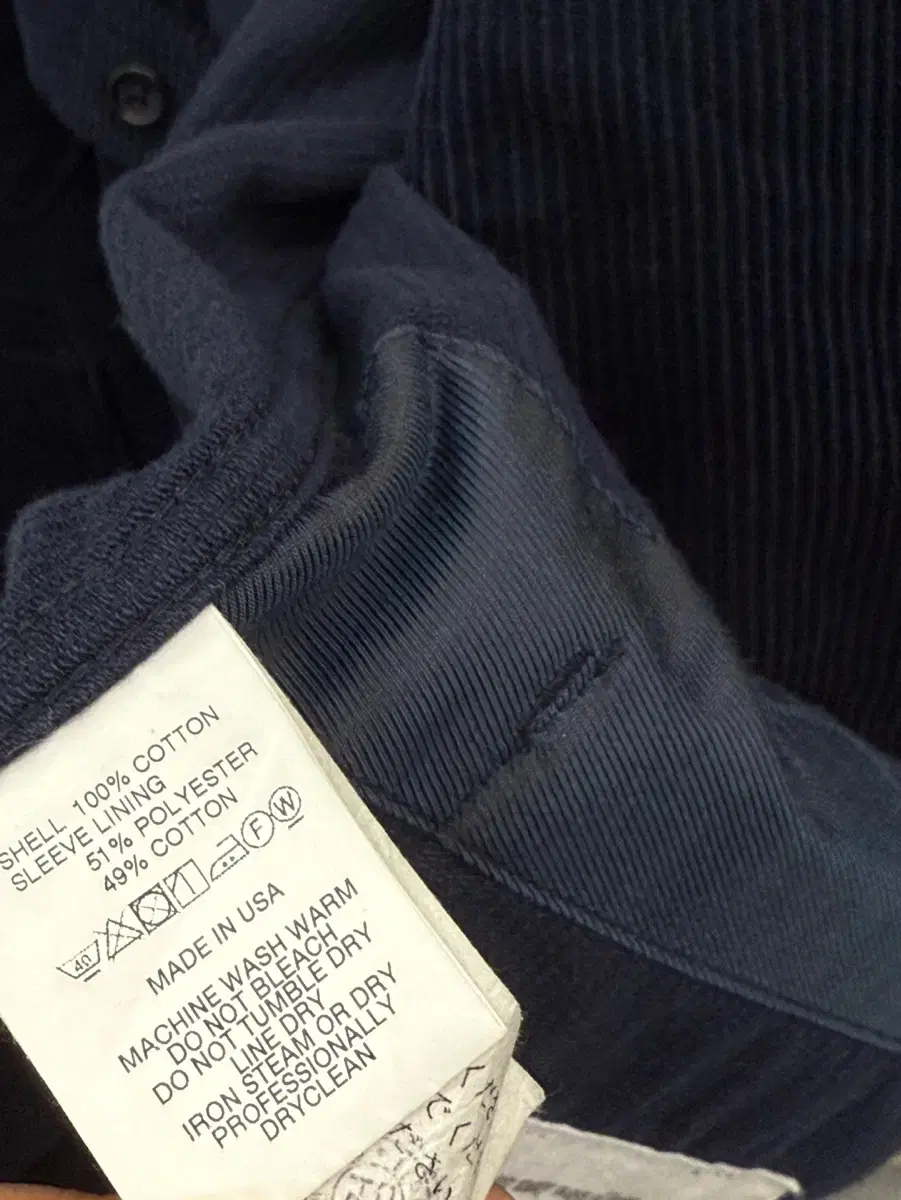 SHELL 100% COTTON
SLEEVE LINING
51% POLYESTER
49% COTTON
40 F W
MADE IN USA
MACHINE WASH WARM
DO NOT BLEACH
DO NOT TUMBLE DRY
LINE DRY
IRON STEAM OR DRY
PROFESSIONALLY
DRYCLEAN